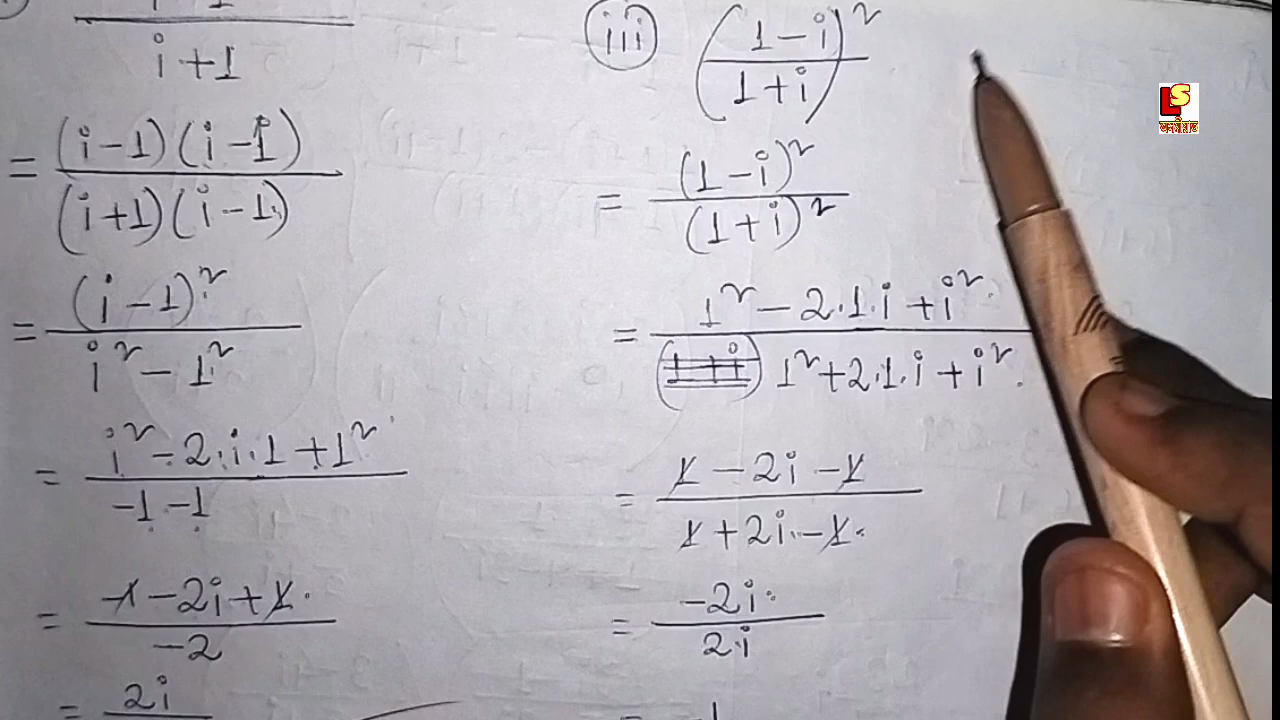 i+1
= (i-1)(i-1) / (i+1)(i-1)
= (i-1)² / i²-1²
= i²-2.i.1+1² / -1-1
= -1-2i+1 / -2
= 2i
iii) (1-i / 1+i)²
= (1-i)² / (1+i)²
= 1²-2.1.i+i² / 1²+2.1.i+i²
= 1-2i-1 / 1+2i-1
= -2i / 2i
LS